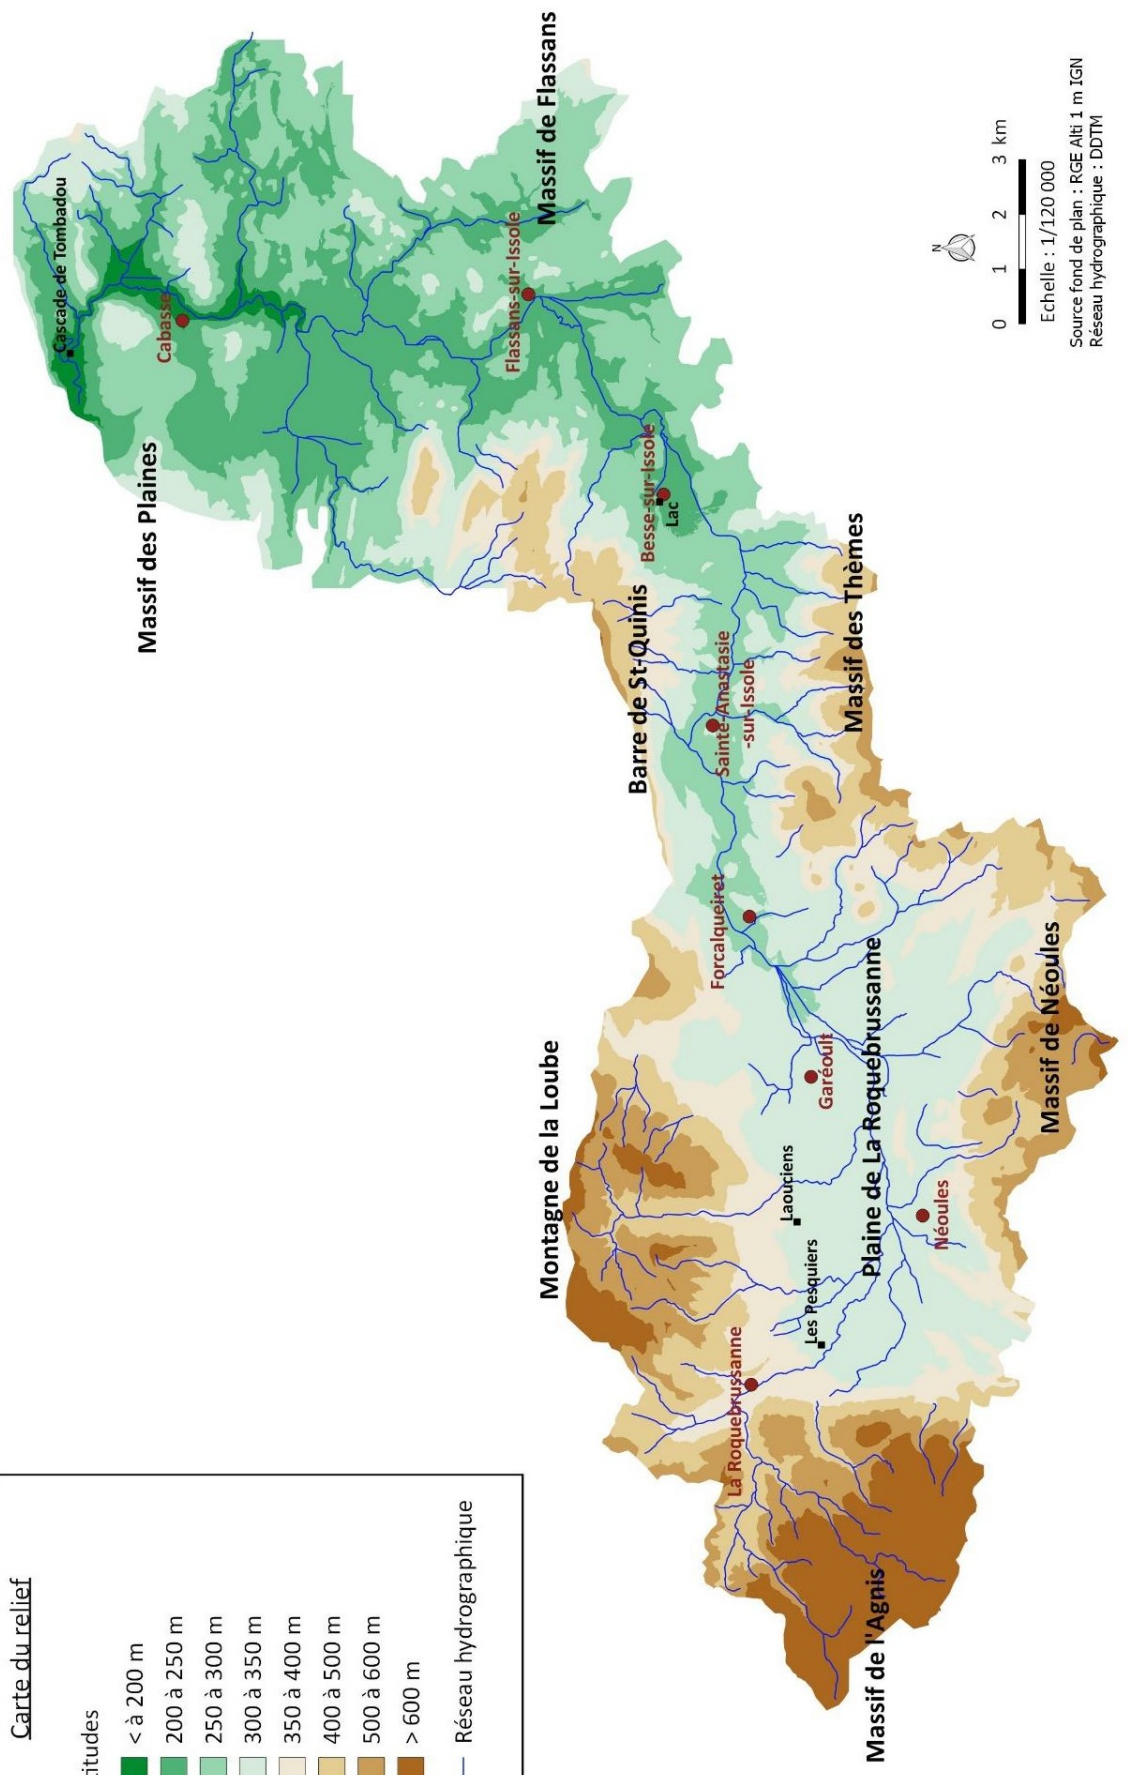 Carte du relief
titudes
< à 200 m
200 à 250 m
250 à 300 m
300 à 350 m
350 à 400 m
400 à 500 m
500 à 600 m
> 600 m
Réseau hydrographique
Massif de l'Agnis
La Roquebrussanne
Les Pesquiers
Laouciens
Montagne de la Loube
Plaine de La Roquebrussanne
Néoules
Massif de Néoules
Garéoult
Forcalqueiret
Barre de St-Quinis
Sainte-Anastasie
-sur-Issole
Massif des Thèmes
Besse-sur-Issole
Lac
Massif des Plaines
Flassans-sur-Issole
Massif de Flassans
Cabasse
Cascade de Tombadou
N
0 1 2 3 km
Echelle : 1/120 000
Source fond de plan : RGE Alti 1 m IGN
Réseau hydrographique : DDTM